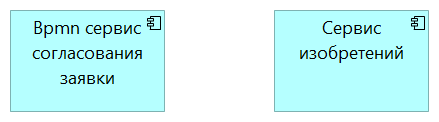 Bpmn сервис
согласования
заявки
Сервис
изобретений